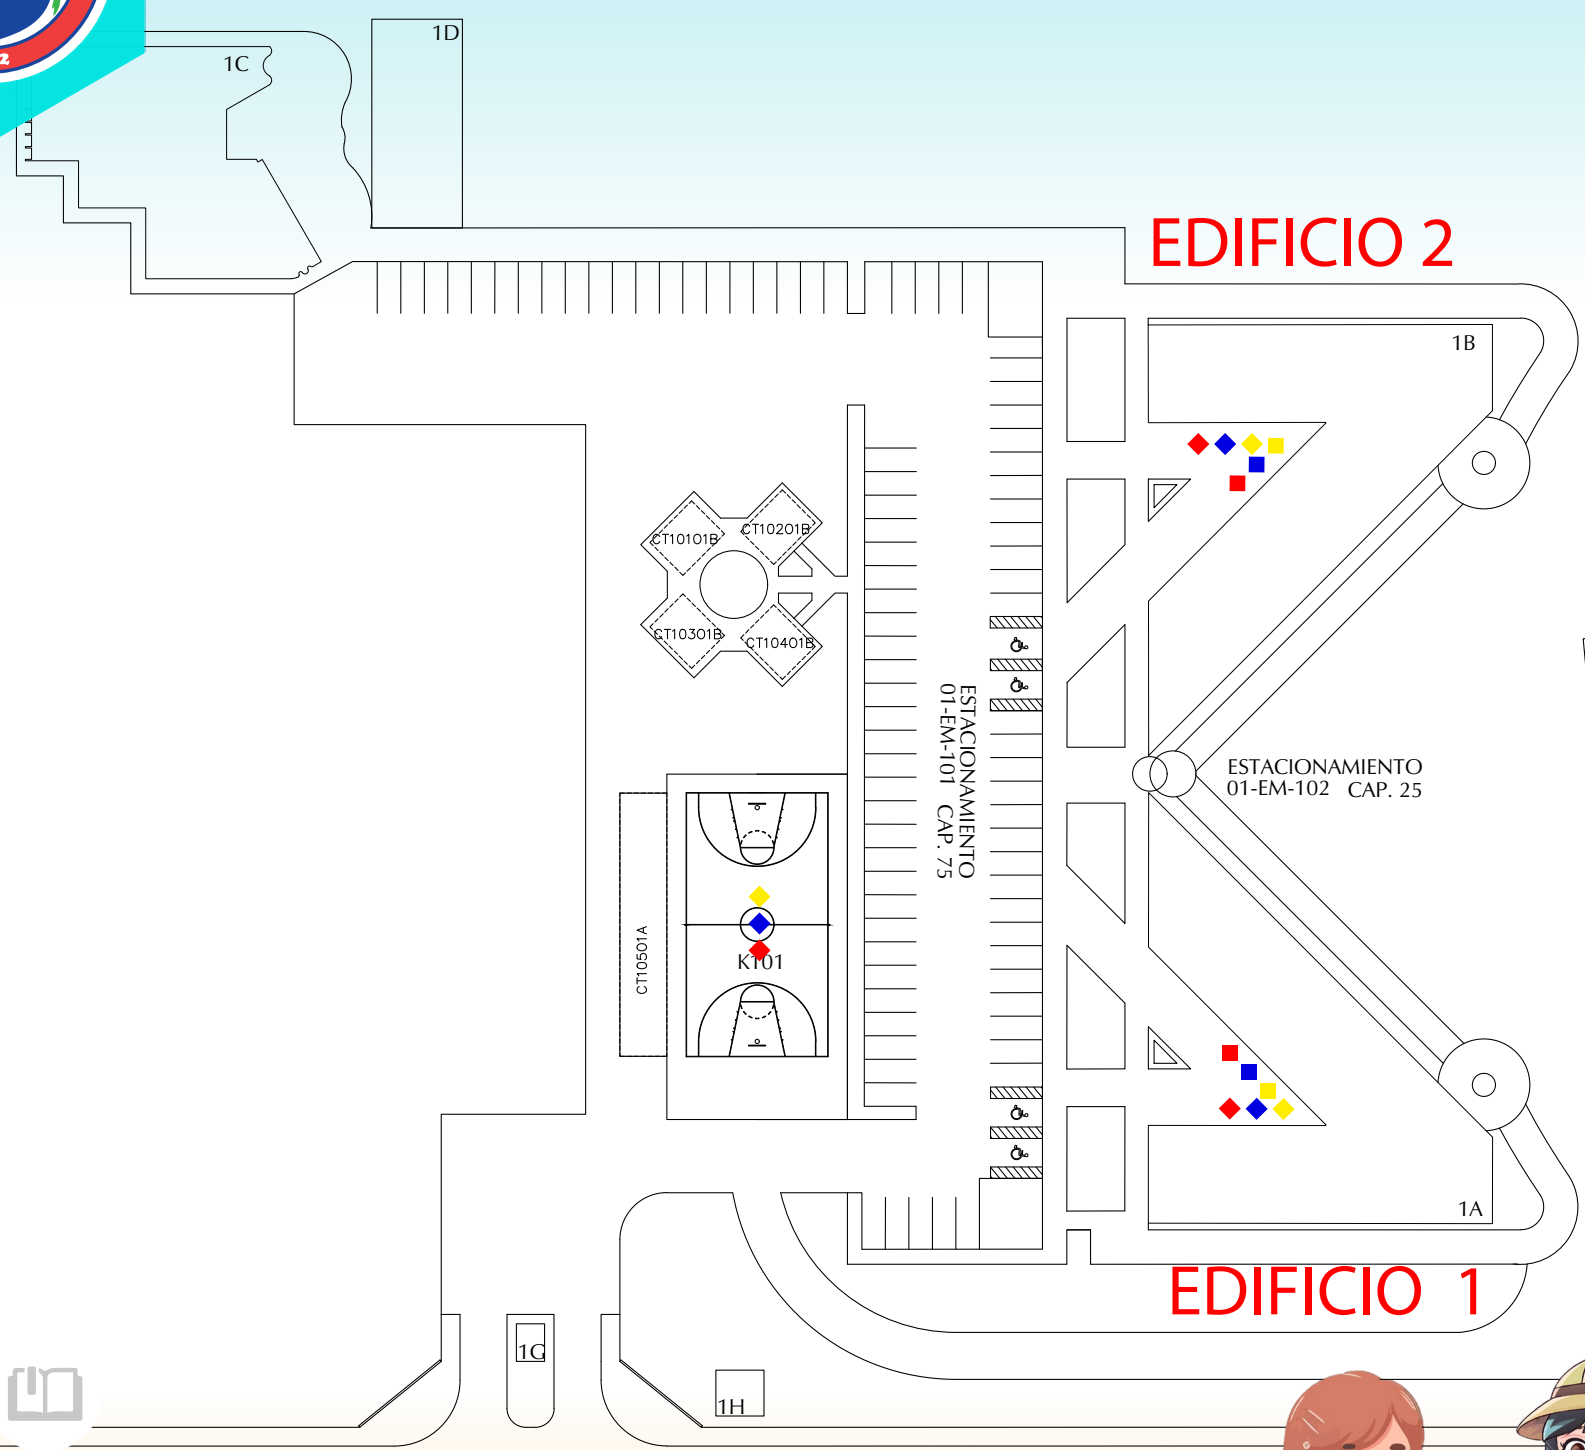 2
1C
1D
EDIFICIO 2
1B
CT10101B
CT10201B
CT10301B
CT10401B
ESTACIONAMIENTO
01-EM-101 CAP. 75
ESTACIONAMIENTO
01-EM-102 CAP. 25
CT10501A
K101
1A
EDIFICIO 1
1G
1H